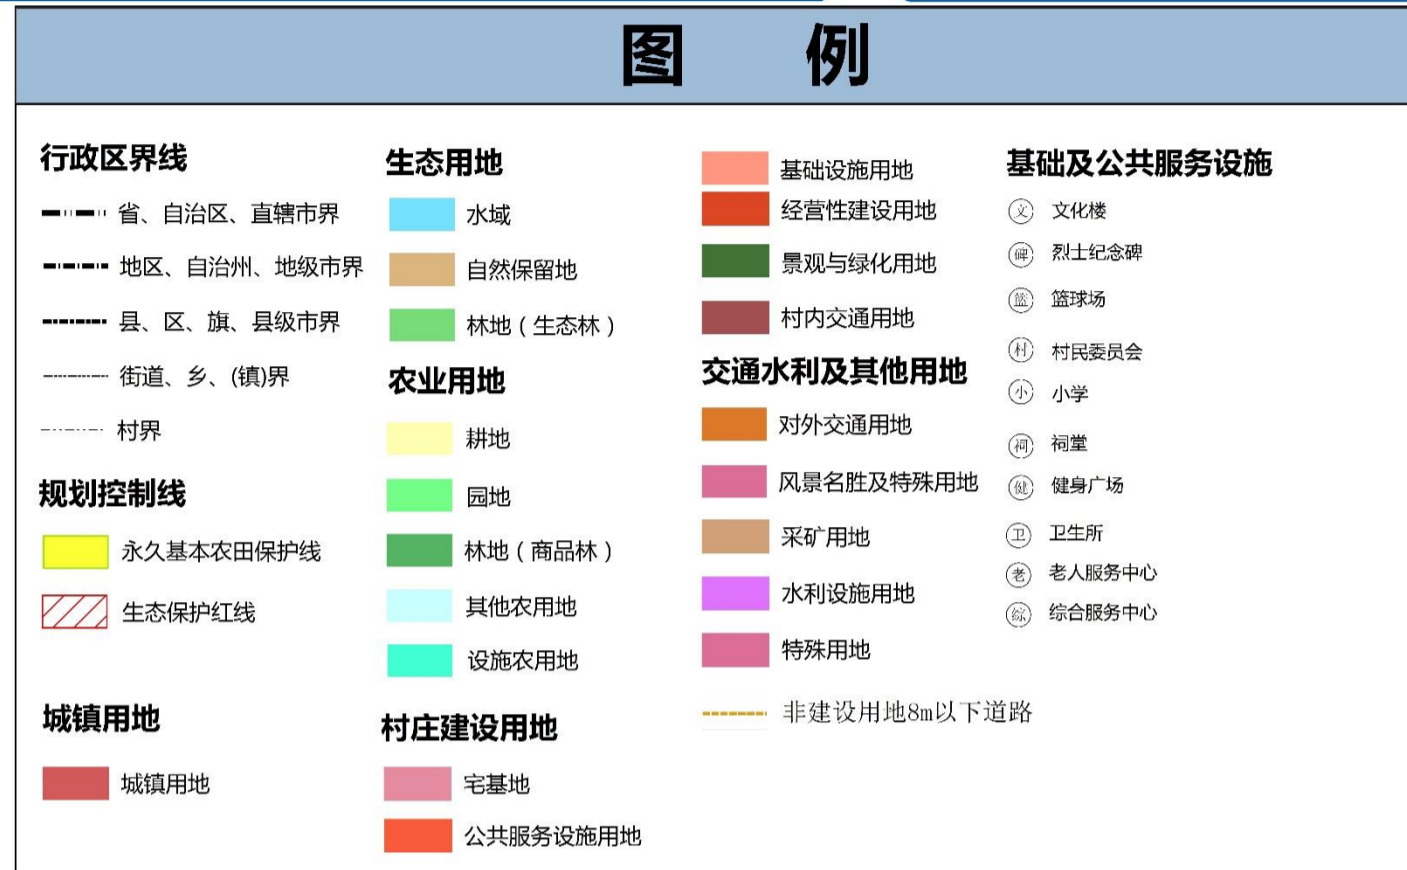 图 例
行政区界线
省、自治区、直辖市界
地区、自治州、地级市界
县、区、旗、县级市界
街道、乡、(镇)界
村界
规划控制线
永久基本农田保护线
生态保护红线
城镇用地
城镇用地
生态用地
水域
自然保留地
林地（生态林）
农业用地
耕地
园地
林地（商品林）
其他农用地
设施农用地
村庄建设用地
宅基地
公共服务设施用地
基础设施用地
经营性建设用地
景观与绿化用地
村内交通用地
交通水利及其他用地
对外交通用地
风景名胜及特殊用地
采矿用地
水利设施用地
特殊用地
非建设用地8m以下道路
基础及公共服务设施
文 文化楼
碑 烈士纪念碑
篮 篮球场
村 村民委员会
小 小学
祠 祠堂
健 健身广场
卫 卫生所
老 老人服务中心
综 综合服务中心